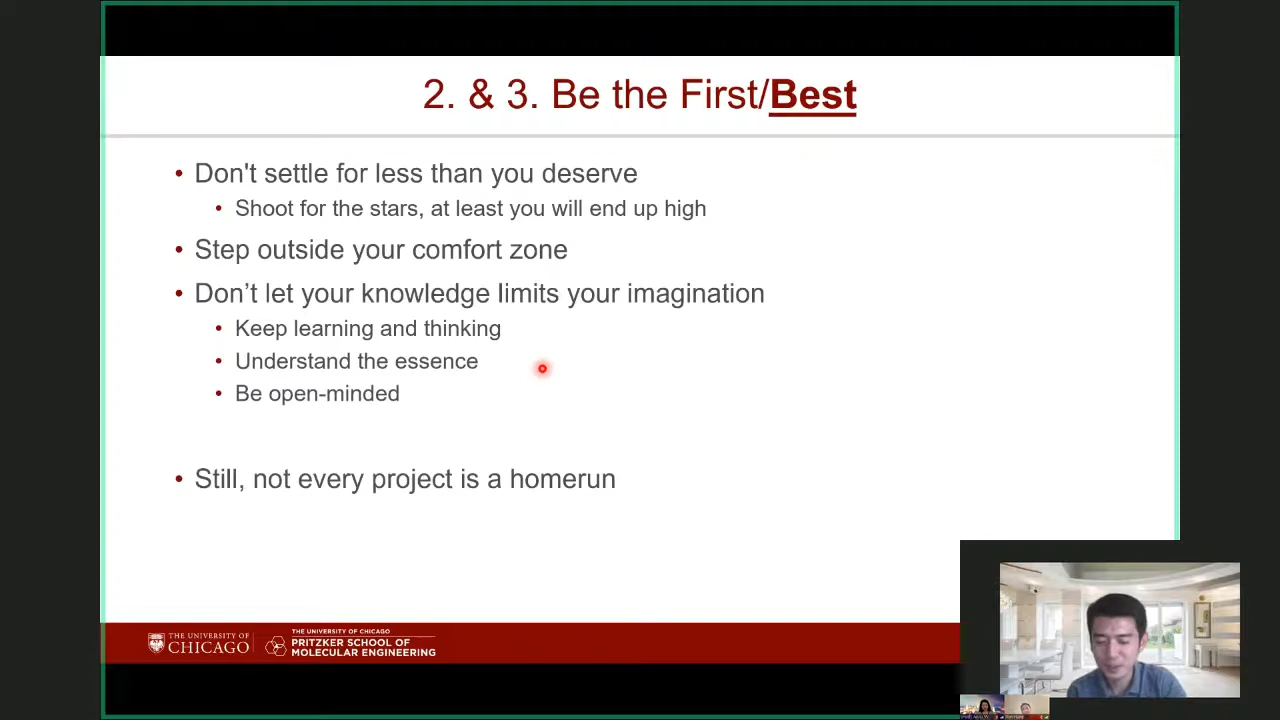 2. & 3. Be the First/Best
• Don't settle for less than you deserve
• Shoot for the stars, at least you will end up high
• Step outside your comfort zone
• Don’t let your knowledge limits your imagination
• Keep learning and thinking
• Understand the essence
• Be open-minded
• Still, not every project is a homerun
THE UNIVERSITY OF
CHICAGO
THE UNIVERSITY OF CHICAGO
PRITZKER SCHOOL OF
MOLECULAR ENGINEERING